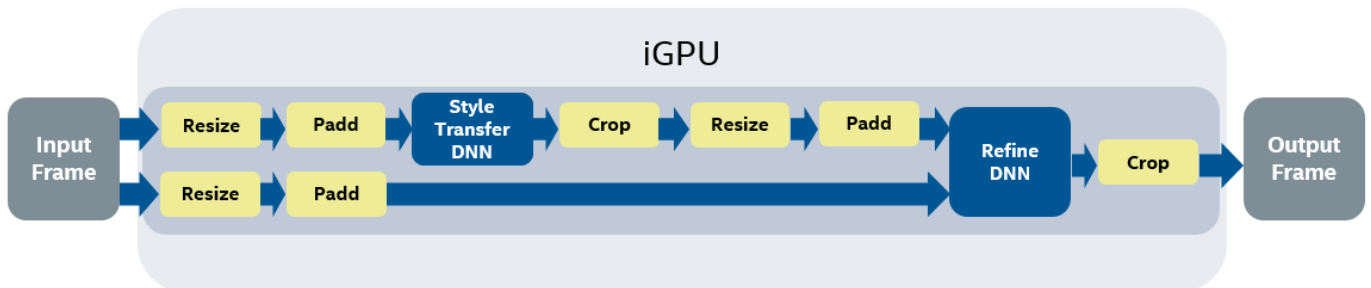 iGPU
Input
Frame
Resize
Padd
Style
Transfer
DNN
Crop
Resize
Padd
Refine
DNN
Crop
Output
Frame
Resize
Padd